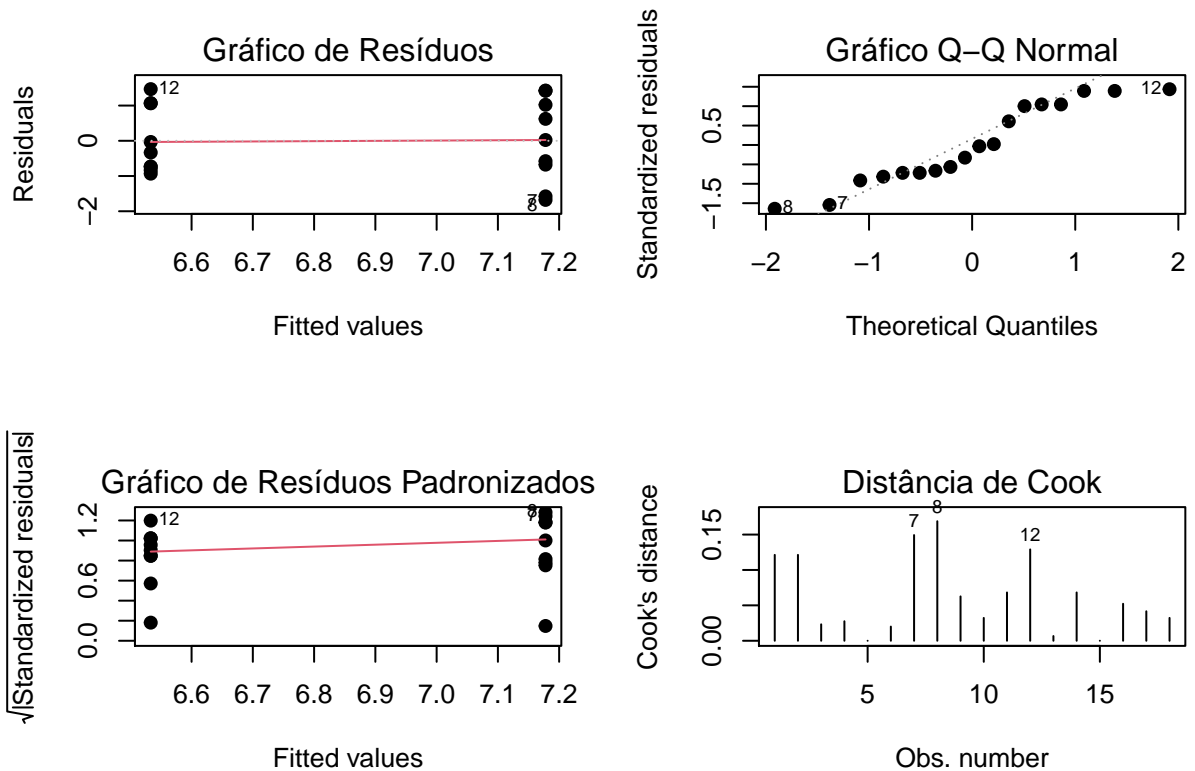 Gráfico de Resíduos
Residuals
0
−2
12
7
8
6.6 6.7 6.8 6.9 7.0 7.1 7.2
Fitted values
Gráfico Q−Q Normal
Standardized residuals
0.5
−1.5
8
7
12
−2 −1 0 1 2
Theoretical Quantiles
Gráfico de Resíduos Padronizados
√|Standardized residuals|
1.2
0.6
0.0
12
8
7
6.6 6.7 6.8 6.9 7.0 7.1 7.2
Fitted values
Distância de Cook
Cook's distance
0.15
0.00
7
8
12
5 10 15
Obs. number